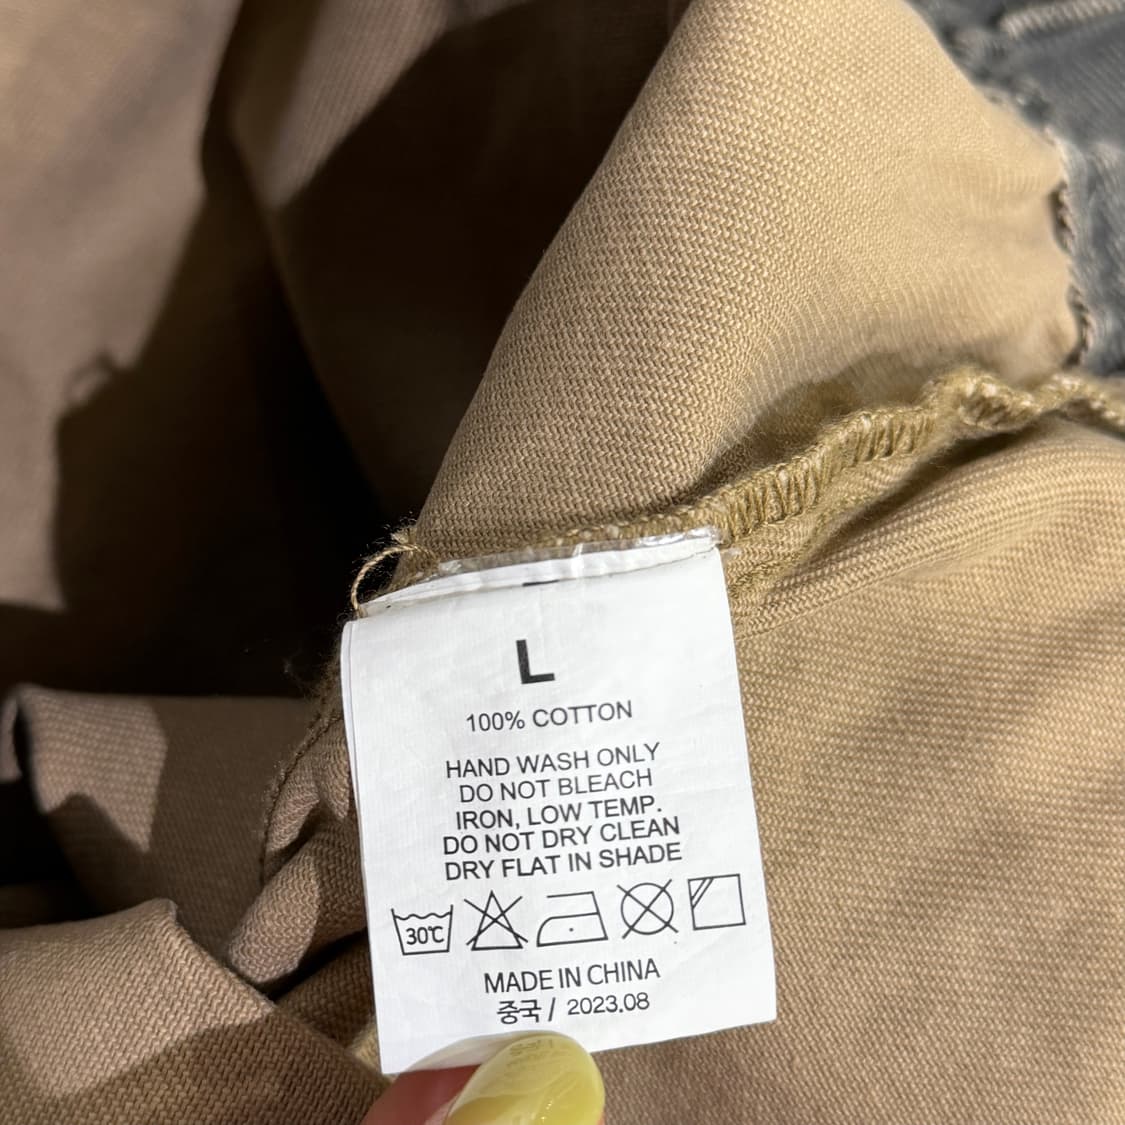 L
100% COTTON
HAND WASH ONLY
DO NOT BLEACH
IRON, LOW TEMP.
DO NOT DRY CLEAN
DRY FLAT IN SHADE
30℃
MADE IN CHINA
중국 / 2023.08